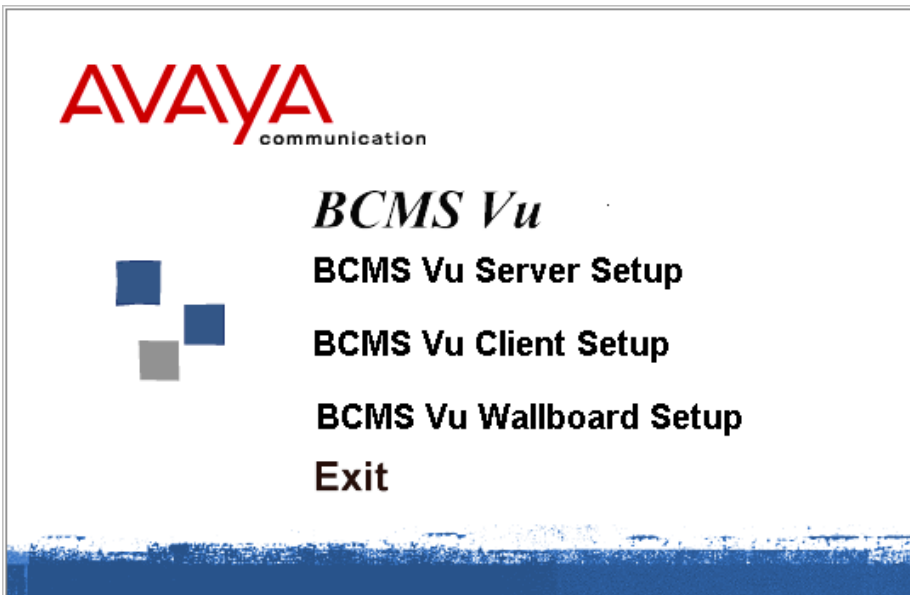 AVAYA
communication
BCMS Vu
BCMS Vu Server Setup
BCMS Vu Client Setup
BCMS Vu Wallboard Setup
Exit